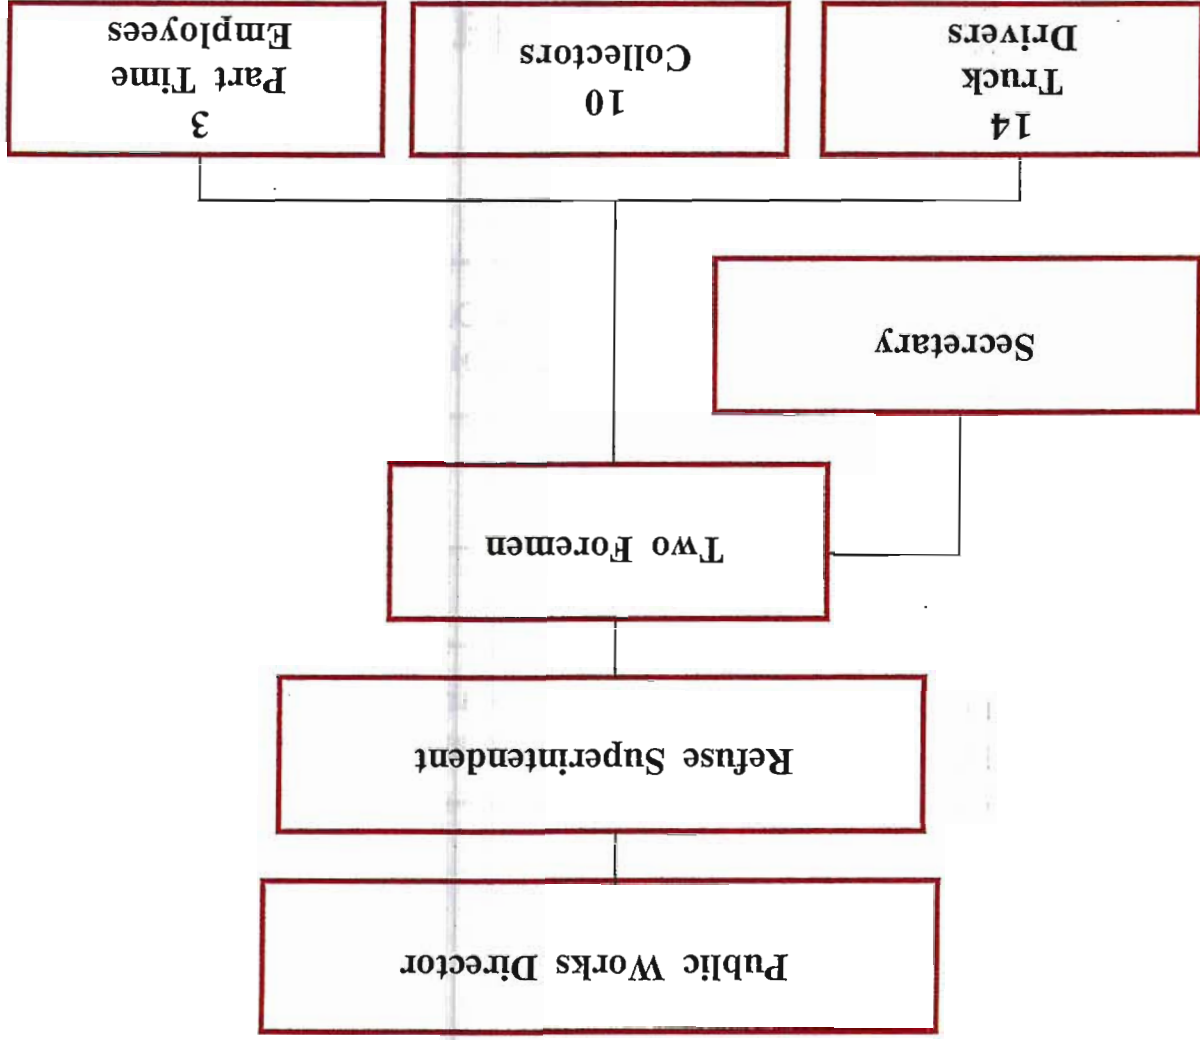 Public Works Director
Refuse Superintendent
Two Foremen
Secretary
14
Truck
Drivers
10
Collectors
3
Part Time
Employees